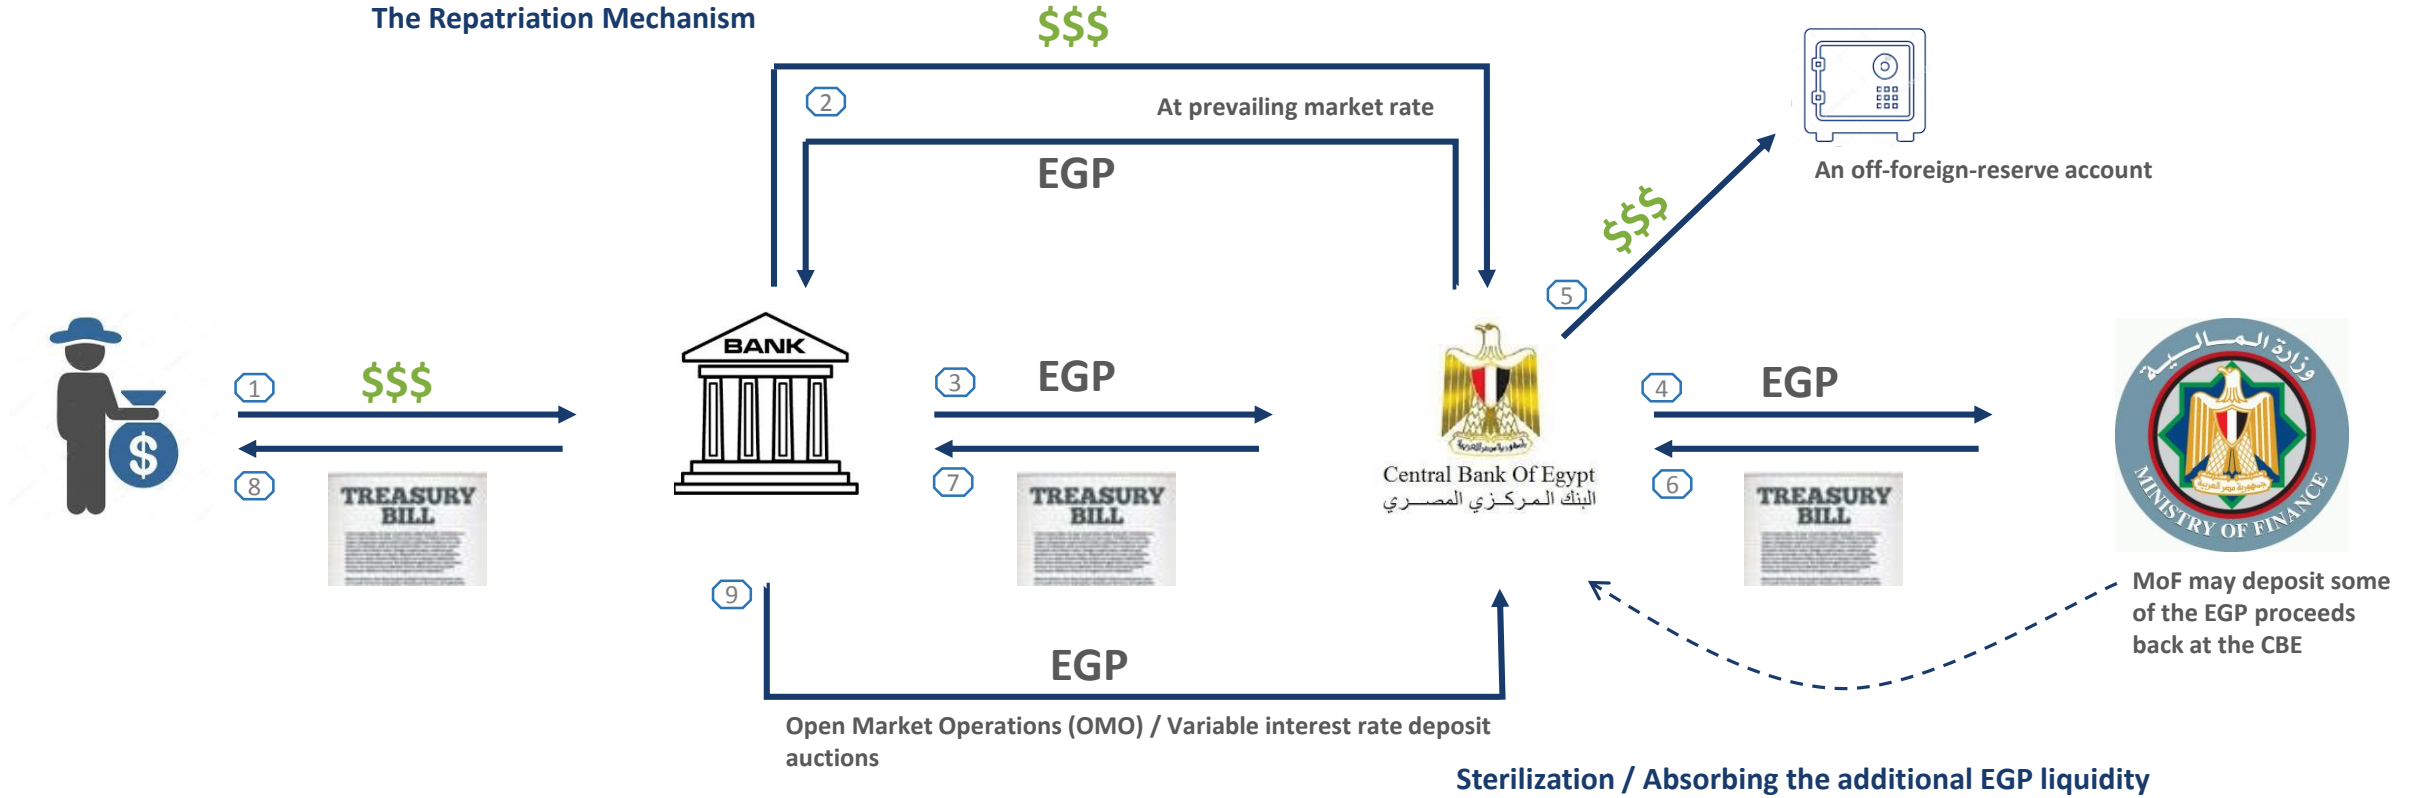 The Repatriation Mechanism
$$$
2
At prevailing market rate
EGP
An off-foreign-reserve account
$$$
5
BANK
1
$$$
3
EGP
4
EGP
وزارة المالية
MINISTRY OF FINANCE
$
Central Bank Of Egypt
البنك المركزي المصري
8
TREASURY
BILL
7
TREASURY
BILL
6
TREASURY
BILL
9
MoF may deposit some
of the EGP proceeds
back at the CBE
EGP
Open Market Operations (OMO) / Variable interest rate deposit
auctions
Sterilization / Absorbing the additional EGP liquidity